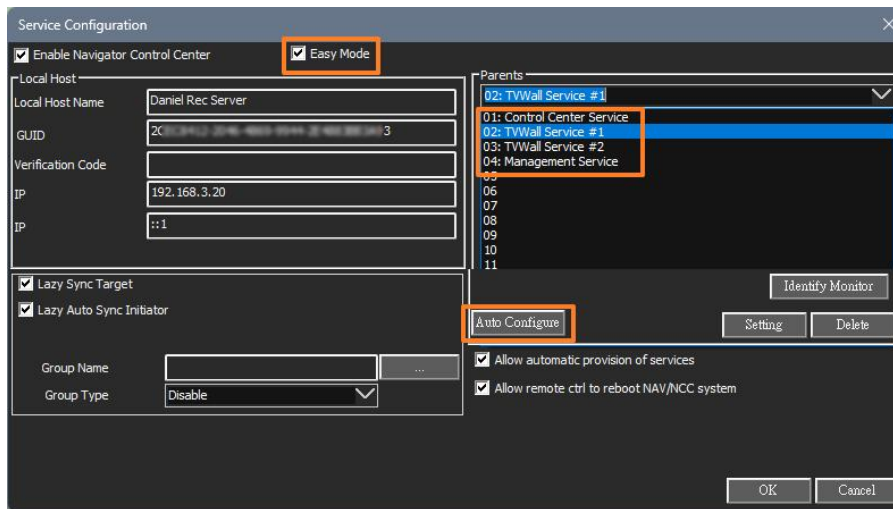 Service Configuration
Enable Navigator Control Center
Easy Mode
Local Host
Local Host Name
Daniel Rec Server
GUID
Verification Code
IP
192.168.3.20
IP
::1
Parents
02: TVWall Service #1
01: Control Center Service
02: TVWall Service #1
03: TVWall Service #2
04: Management Service
05
06
07
08
09
10
11
Lazy Sync Target
Lazy Auto Sync Initiator
Group Name
...
Group Type
Disable
Identify Monitor
Auto Configure
Setting
Delete
Allow automatic provision of services
Allow remote ctrl to reboot NAV/NCC system
OK
Cancel